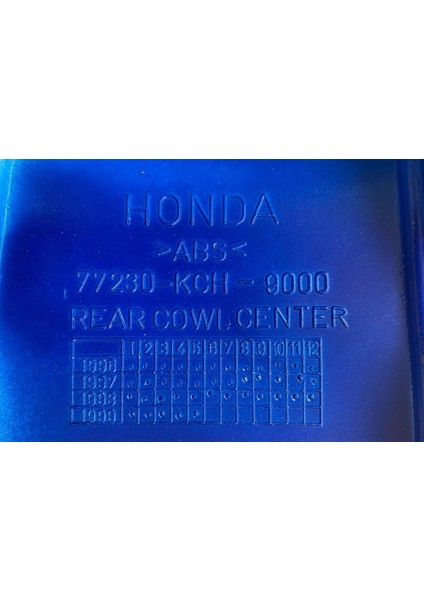 HONDA
>ABS<
77230-KCH-9000
REAR COWL CENTER
1 2 3 4 5 6 7 8 9 10 11 12
1996
1997
1998
1999